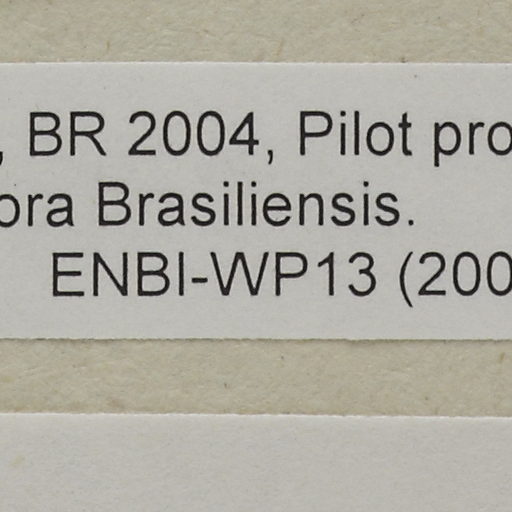 , BR 2004, Pilot pro
ora Brasiliensis.
ENBI-WP13 (200